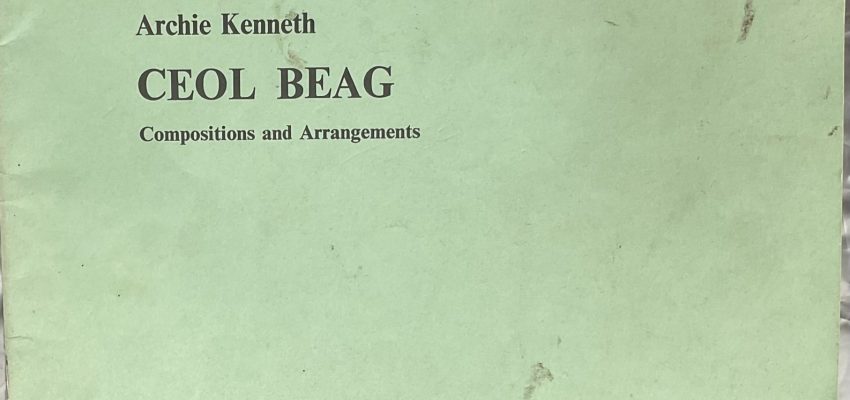 Archie Kenneth
CEOL BEAG
Compositions and Arrangements